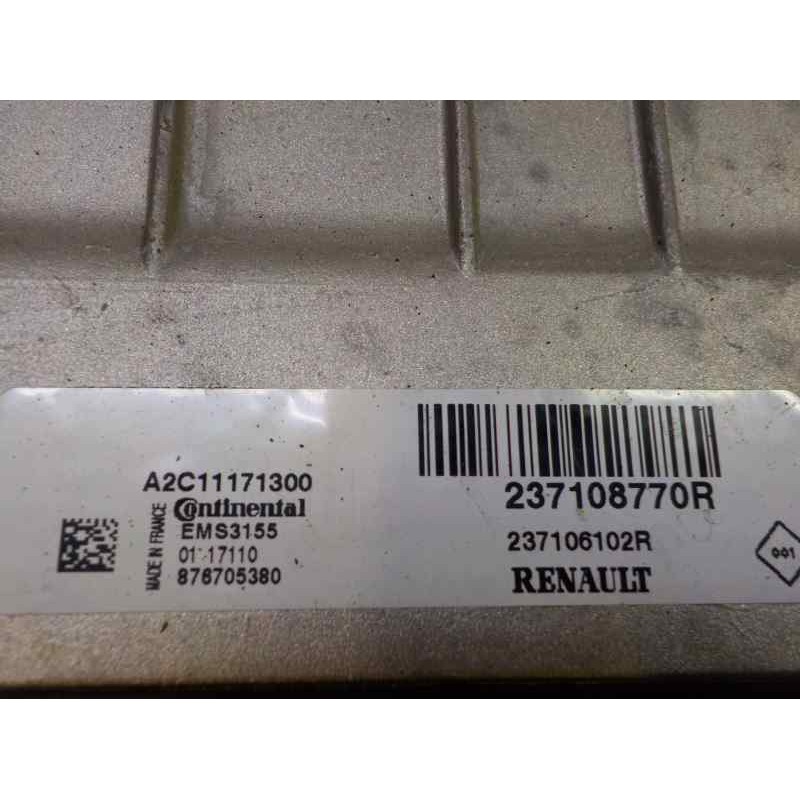 A2C11171300
Continental
EMS3155
01 17110
876705380
MADE IN FRANCE
237108770R
237106102R
RENAULT
001